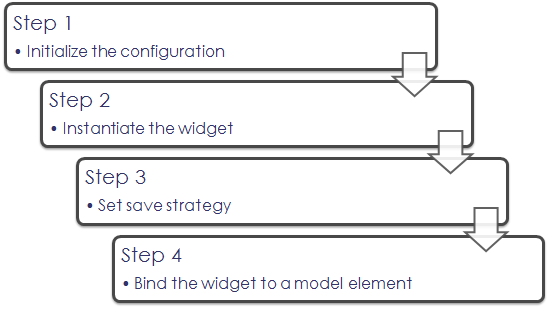 Step 1
• Initialize the configuration
Step 2
• Instantiate the widget
Step 3
• Set save strategy
Step 4
• Bind the widget to a model element